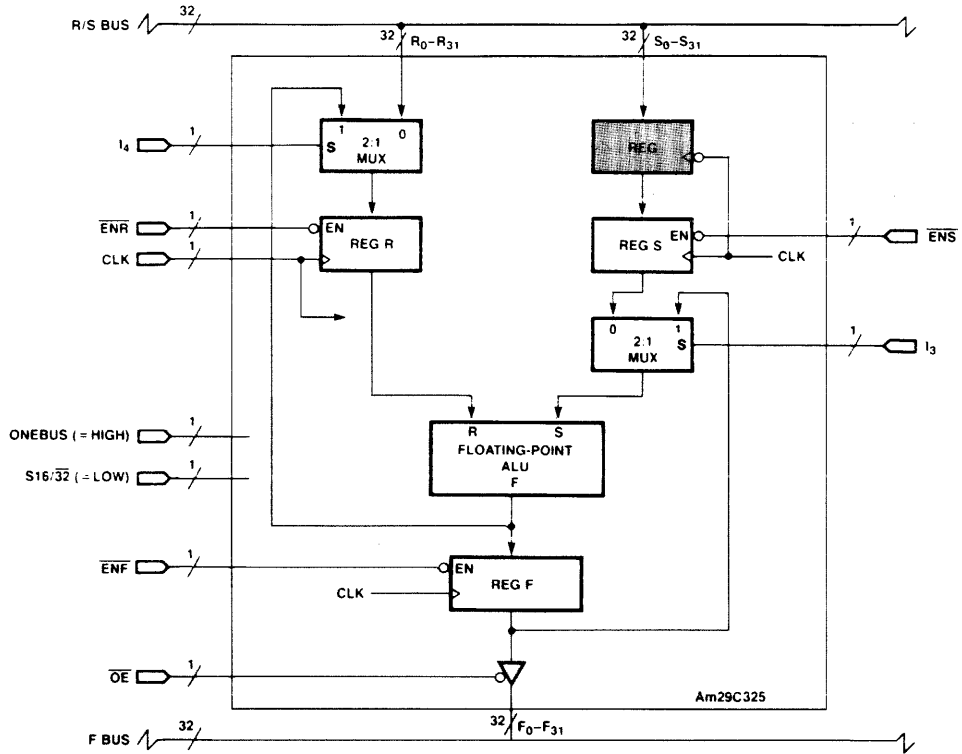 R/S BUS 32 32 R0–R31 32 S0–S31
1 0
I4 1 S 2:1 MUX REG
ENR 1 EN REG R EN REG S 1 ENS
CLK 1 CLK
0 1
2:1 MUX S 1 I3
R S
ONEBUS (=HIGH) 1 FLOATING-POINT
ALU
S16/32 (=LOW) 1 F
ENF 1 EN
REG F
CLK
OE 1
Am29C325
F BUS 32 32 F0–F31